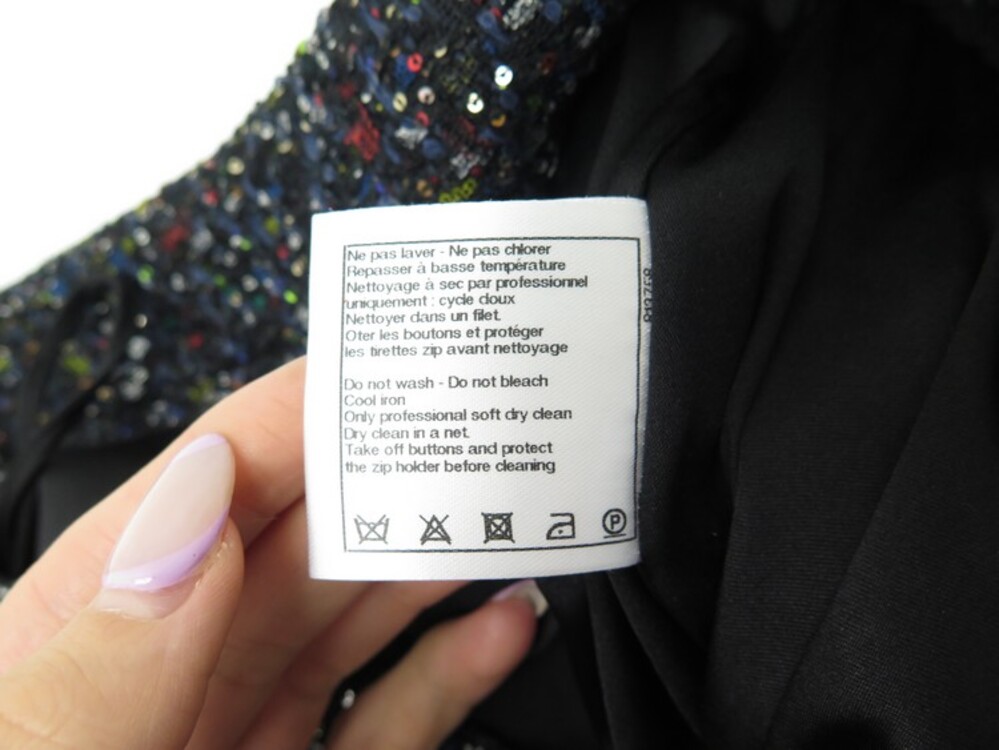 Ne pas laver - Ne pas chlorer
Repasser à basse température
Nettoyage à sec par professionnel
uniquement : cycle doux
Nettoyer dans un filet.
Oter les boutons et protéger
les tirettes zip avant nettoyage
Do not wash - Do not bleach
Cool iron
Only professional soft dry clean
Dry clean in a net.
Take off buttons and protect
the zip holder before cleaning
P